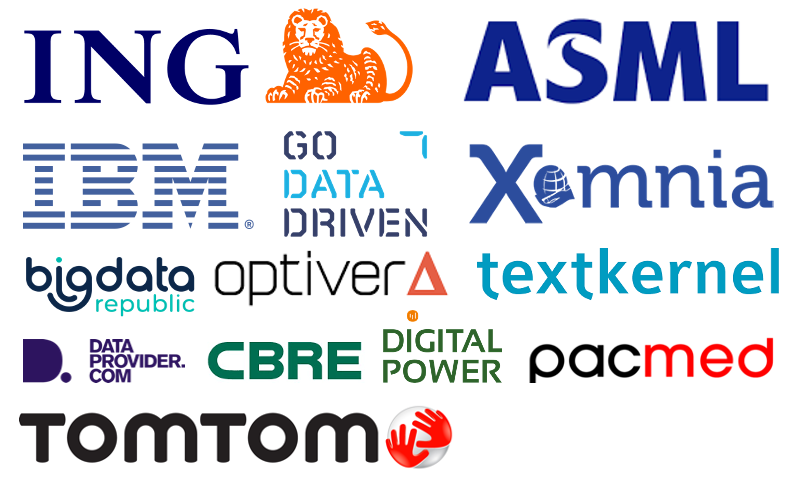 ING
ASML
IBM®
GO
DATA
DRIVEN
Xomnia
bigdata
republic
optiver
textkernel
D.
DATA
PROVIDER.
COM
CBRE
DIGITAL
POWER
pacmed
TOMTOM